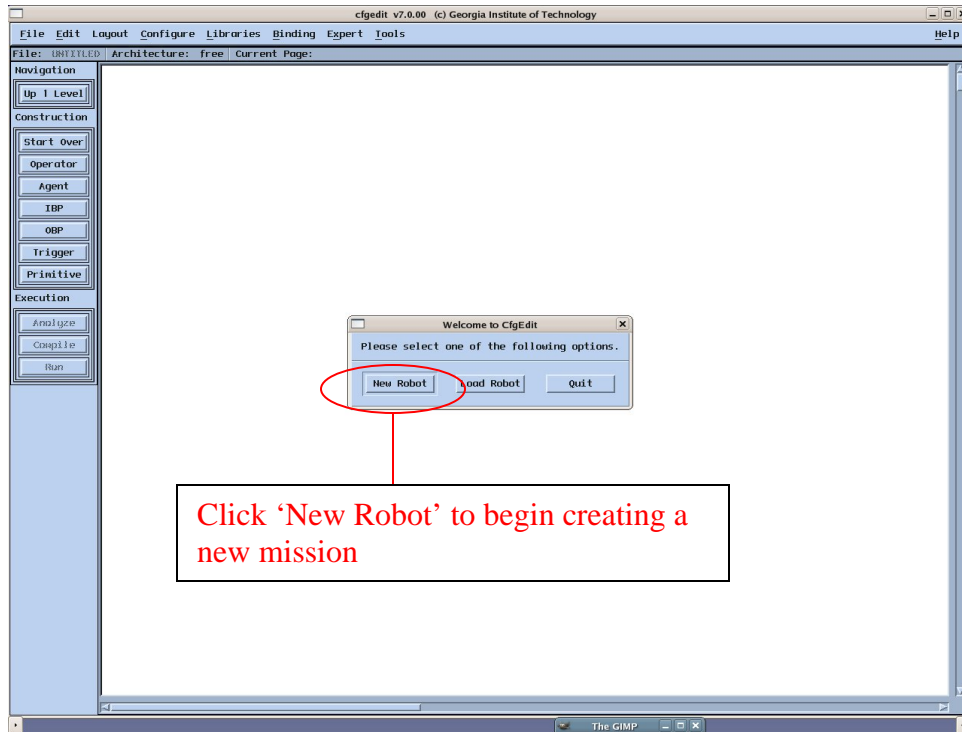 cfgedit v7.0.00 (c) Georgia Institute of Technology
File Edit Layout Configure Libraries Binding Expert Tools Help
File: UNTITLED Architecture: free Current Page:
Navigation
Up 1 Level
Construction
Start Over
Operator
Agent
IBP
OBP
Trigger
Primitive
Execution
Analyze
Compile
Run
Welcome to CfgEdit
Please select one of the following options.
New Robot Load Robot Quit
Click ‘New Robot’ to begin creating a
new mission
The GIMP